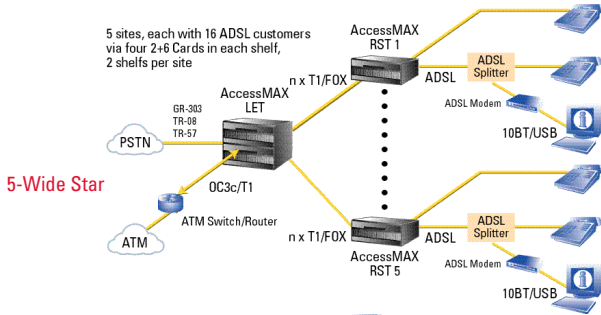 5 sites, each with 16 ADSL customers
via four 2+6 Cards in each shelf,
2 shelfs per site
AccessMAX
RST 1
n x T1/FOX
ADSL
ADSL
Splitter
ADSL Modem
10BT/USB
AccessMAX
LET
GR-303
TR-08
TR-57
PSTN
5-Wide Star
OC3c/T1
ATM Switch/Router
ATM
n x T1/FOX
AccessMAX
RST 5
ADSL
ADSL
Splitter
ADSL Modem
10BT/USB